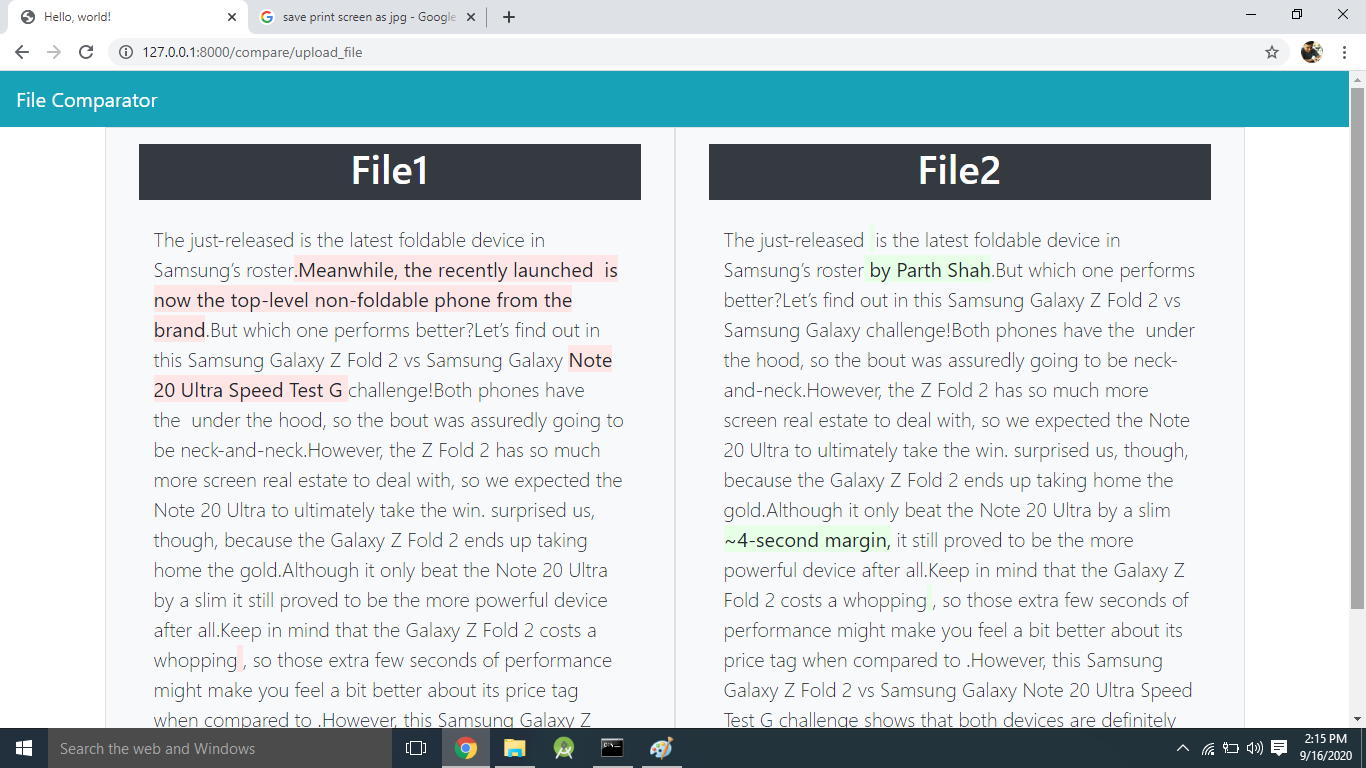 Hello, world!
save print screen as jpg - Google
127.0.0.1:8000/compare/upload_file
File Comparator
File1
The just-released is the latest foldable device in
Samsung’s roster.Meanwhile, the recently launched  is
now the top-level non-foldable phone from the
brand.But which one performs better?Let’s find out in
this Samsung Galaxy Z Fold 2 vs Samsung Galaxy Note
20 Ultra Speed Test G challenge!Both phones have
the  under the hood, so the bout was assuredly going to
be neck-and-neck.However, the Z Fold 2 has so much
more screen real estate to deal with, so we expected the
Note 20 Ultra to ultimately take the win. surprised us,
though, because the Galaxy Z Fold 2 ends up taking
home the gold.Although it only beat the Note 20 Ultra
by a slim it still proved to be the more powerful device
after all.Keep in mind that the Galaxy Z Fold 2 costs a
whopping , so those extra few seconds of performance
might make you feel a bit better about its price tag
when compared to .However, this Samsung Galaxy Z
File2
The just-released  is the latest foldable device in
Samsung’s roster by Parth Shah.But which one performs
better?Let’s find out in this Samsung Galaxy Z Fold 2 vs
Samsung Galaxy challenge!Both phones have the  under
the hood, so the bout was assuredly going to be neck-
and-neck.However, the Z Fold 2 has so much more
screen real estate to deal with, so we expected the Note
20 Ultra to ultimately take the win. surprised us, though,
because the Galaxy Z Fold 2 ends up taking home the
gold.Although it only beat the Note 20 Ultra by a slim
~4-second margin, it still proved to be the more
powerful device after all.Keep in mind that the Galaxy Z
Fold 2 costs a whopping , so those extra few seconds of
performance might make you feel a bit better about its
price tag when compared to .However, this Samsung
Galaxy Z Fold 2 vs Samsung Galaxy Note 20 Ultra Speed
Test G challenge shows that both devices are definitely
Search the web and Windows
2:15 PM
9/16/2020